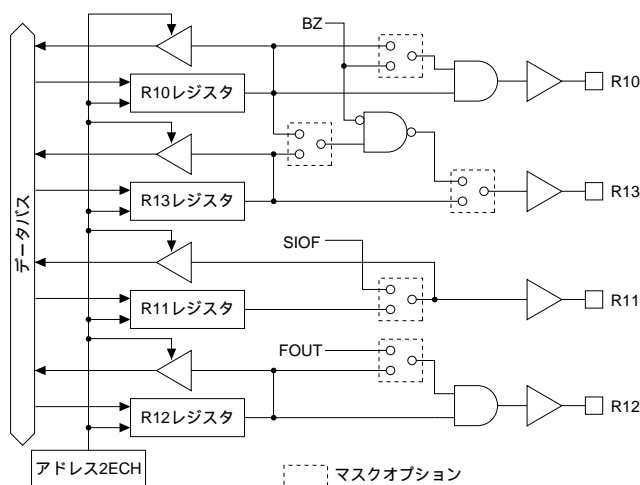 BZ
R10レジスタ
R10
R13レジスタ
R13
データバス
SIOF
R11レジスタ
R11
FOUT
R12レジスタ
R12
アドレス2ECH
マスクオプション